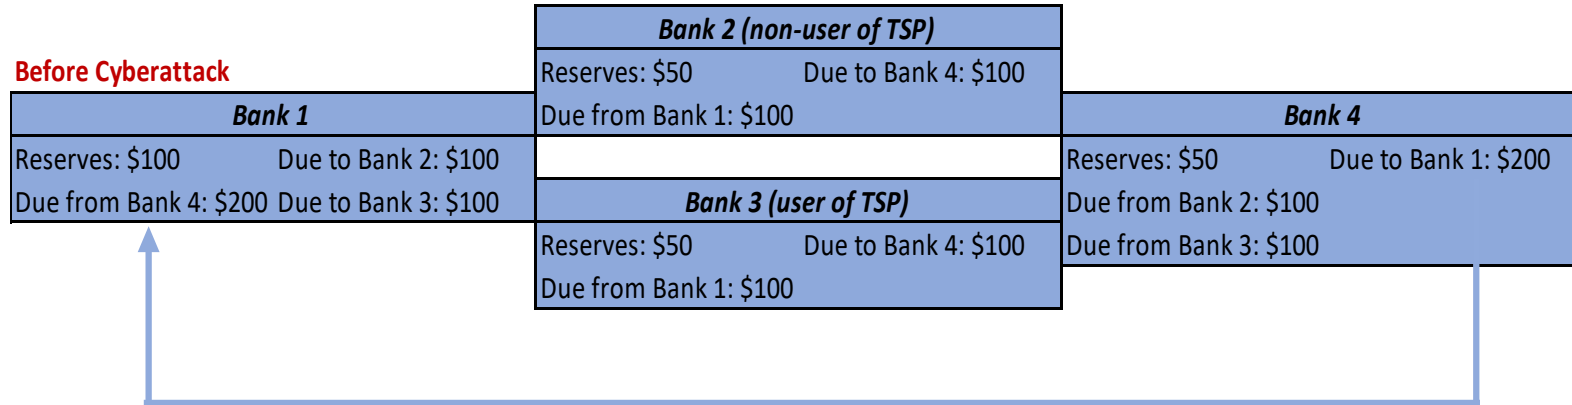 Before Cyberattack
Bank 1
Reserves: $100 Due to Bank 2: $100
Due from Bank 4: $200 Due to Bank 3: $100
Bank 2 (non-user of TSP)
Reserves: $50 Due to Bank 4: $100
Due from Bank 1: $100
Bank 3 (user of TSP)
Reserves: $50 Due to Bank 4: $100
Due from Bank 1: $100
Bank 4
Reserves: $50 Due to Bank 1: $200
Due from Bank 2: $100
Due from Bank 3: $100